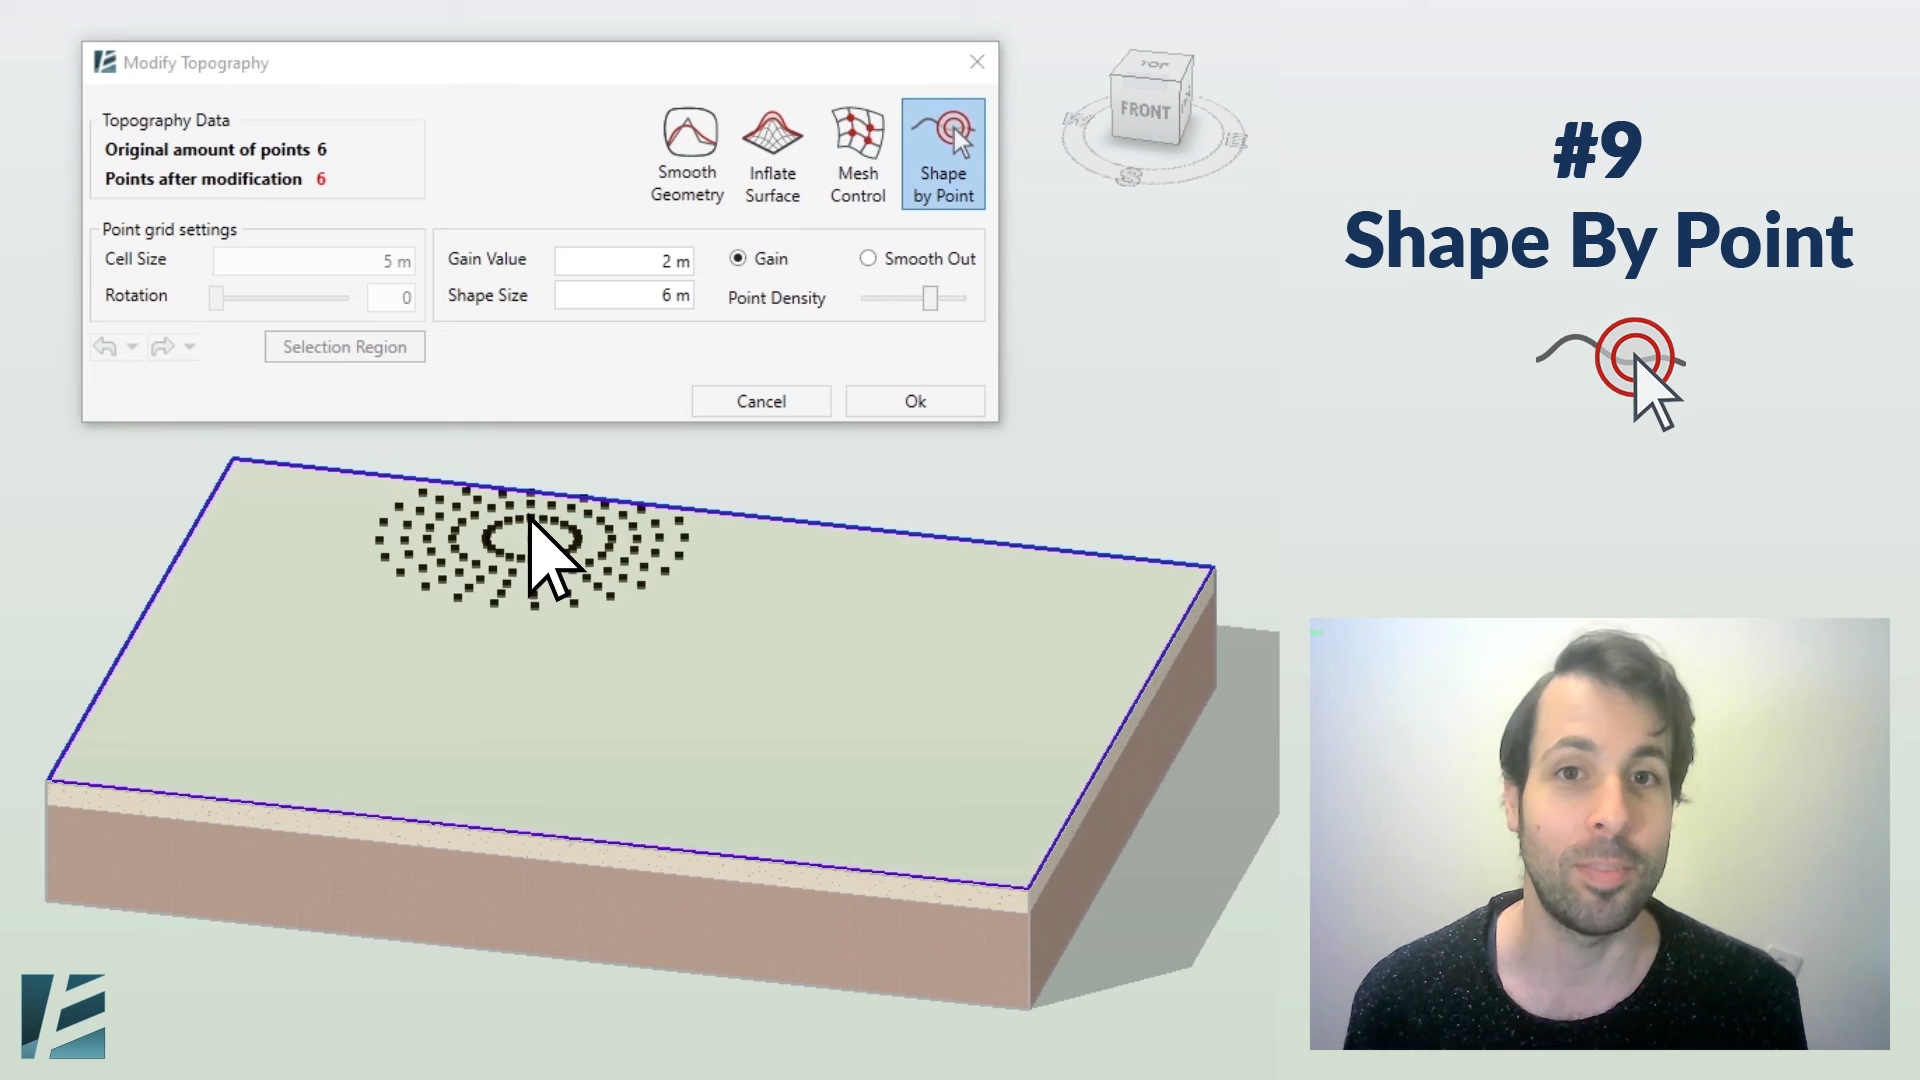 Modify Topography
Topography Data
Original amount of points 6
Points after modification 6
Smooth Geometry
Inflate Surface
Mesh Control
Shape by Point
Point grid settings
Cell Size 5 m
Rotation 0
Gain Value 2 m
Shape Size 6 m
Gain
Smooth Out
Point Density
Selection Region
Cancel
Ok
TOP
FRONT
S
E
#9
Shape By Point